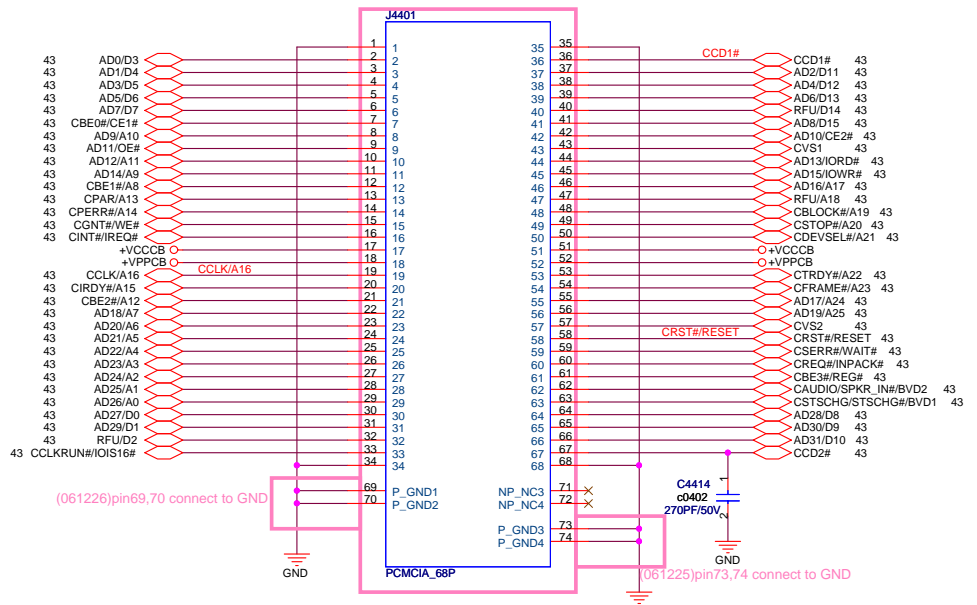 J4401
1 1 35 35
43 AD0/D3 2 2 36 36 CCD1# CCD1# 43
43 AD1/D4 3 3 37 37 AD2/D11 43
43 AD3/D5 4 4 38 38 AD4/D12 43
43 AD5/D6 5 5 39 39 AD6/D13 43
43 AD7/D7 6 6 40 40 RFU/D14 43
43 CBE0#/CE1# 7 7 41 41 AD8/D15 43
43 AD9/A10 8 8 42 42 AD10/CE2# 43
43 AD11/OE# 9 9 43 43 CVS1 43
43 AD12/A11 10 10 44 44 AD13/IORD# 43
43 AD14/A9 11 11 45 45 AD15/IOWR# 43
43 CBE1#/A8 12 12 46 46 AD16/A17 43
43 CPAR/A13 13 13 47 47 RFU/A18 43
43 CPERR#/A14 14 14 48 48 CBLOCK#/A19 43
43 CGNT#/WE# 15 15 49 49 CSTOP#/A20 43
43 CINT#/IREQ# 16 16 50 50 CDEVSEL#/A21 43
+VCCCB 17 17 51 51 +VCCCB
+VPPCB 18 18 52 52 +VPPCB
43 CCLK/A16 CCLK/A16 19 19 53 53 CTRDY#/A22 43
43 CIRDY#/A15 20 20 54 54 CFRAME#/A23 43
43 CBE2#/A12 21 21 55 55 AD17/A24 43
43 AD18/A7 22 22 56 56 AD19/A25 43
43 AD20/A6 23 23 57 57 CVS2 43
43 AD21/A5 24 24 58 58 CRST#/RESET CRST#/RESET 43
43 AD22/A4 25 25 59 59 CSERR#/WAIT# 43
43 AD23/A3 26 26 60 60 CREQ#/INPACK# 43
43 AD24/A2 27 27 61 61 CBE3#/REG# 43
43 AD25/A1 28 28 62 62 CAUDIO/SPKR_IN#/BVD2 43
43 AD26/A0 29 29 63 63 CSTSCHG/STSCHG#/BVD1 43
43 AD27/D0 30 30 64 64 AD28/D8 43
43 AD29/D1 31 31 65 65 AD30/D9 43
43 RFU/D2 32 32 66 66 AD31/D10 43
43 CCLKRUN#/IOIS16# 33 33 67 67 CCD2# 43
34 34 68 68
69 P_GND1 NP_NC3 71
70 P_GND2 NP_NC4 72
P_GND3 73
P_GND4 74
(061226)pin69,70 connect to GND
C4414
c0402
270PF/50V
1
2
GND
GND
PCMCIA_68P
(061225)pin73,74 connect to GND